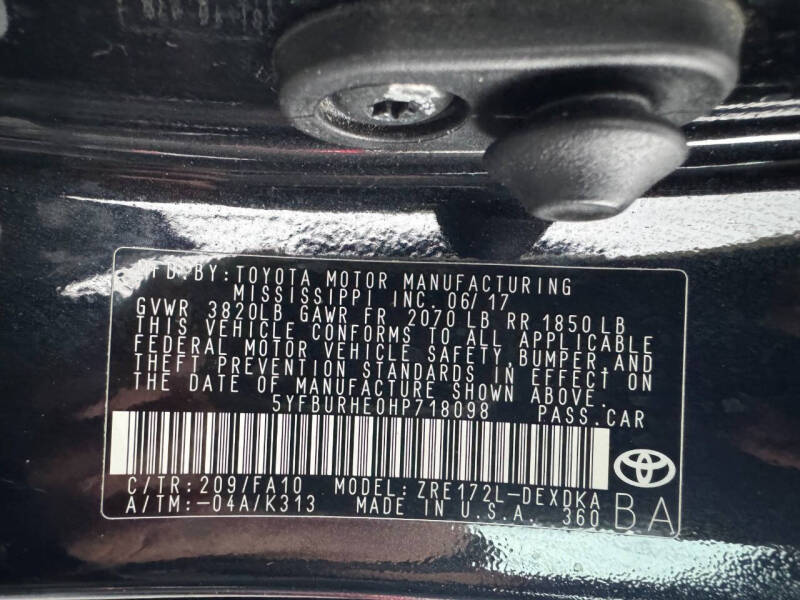 MFD.BY:TOYOTA MOTOR MANUFACTURING
MISSISSIPPI INC. 06/17
GVWR 3820LB GAWR FR 2070 LB RR 1850 LB
THIS VEHICLE CONFORMS TO ALL APPLICABLE
FEDERAL MOTOR VEHICLE SAFETY, BUMPER, AND
THEFT PREVENTION STANDARDS IN EFFECT ON
THE DATE OF MANUFACTURE SHOWN ABOVE.
5YFBURHE0HP718098 PASS.CAR
C/TR:209/FA10 MODEL:ZRE172L-DEXDKA
A/TM:-04A/K313 MADE IN U.S.A. 360 BA